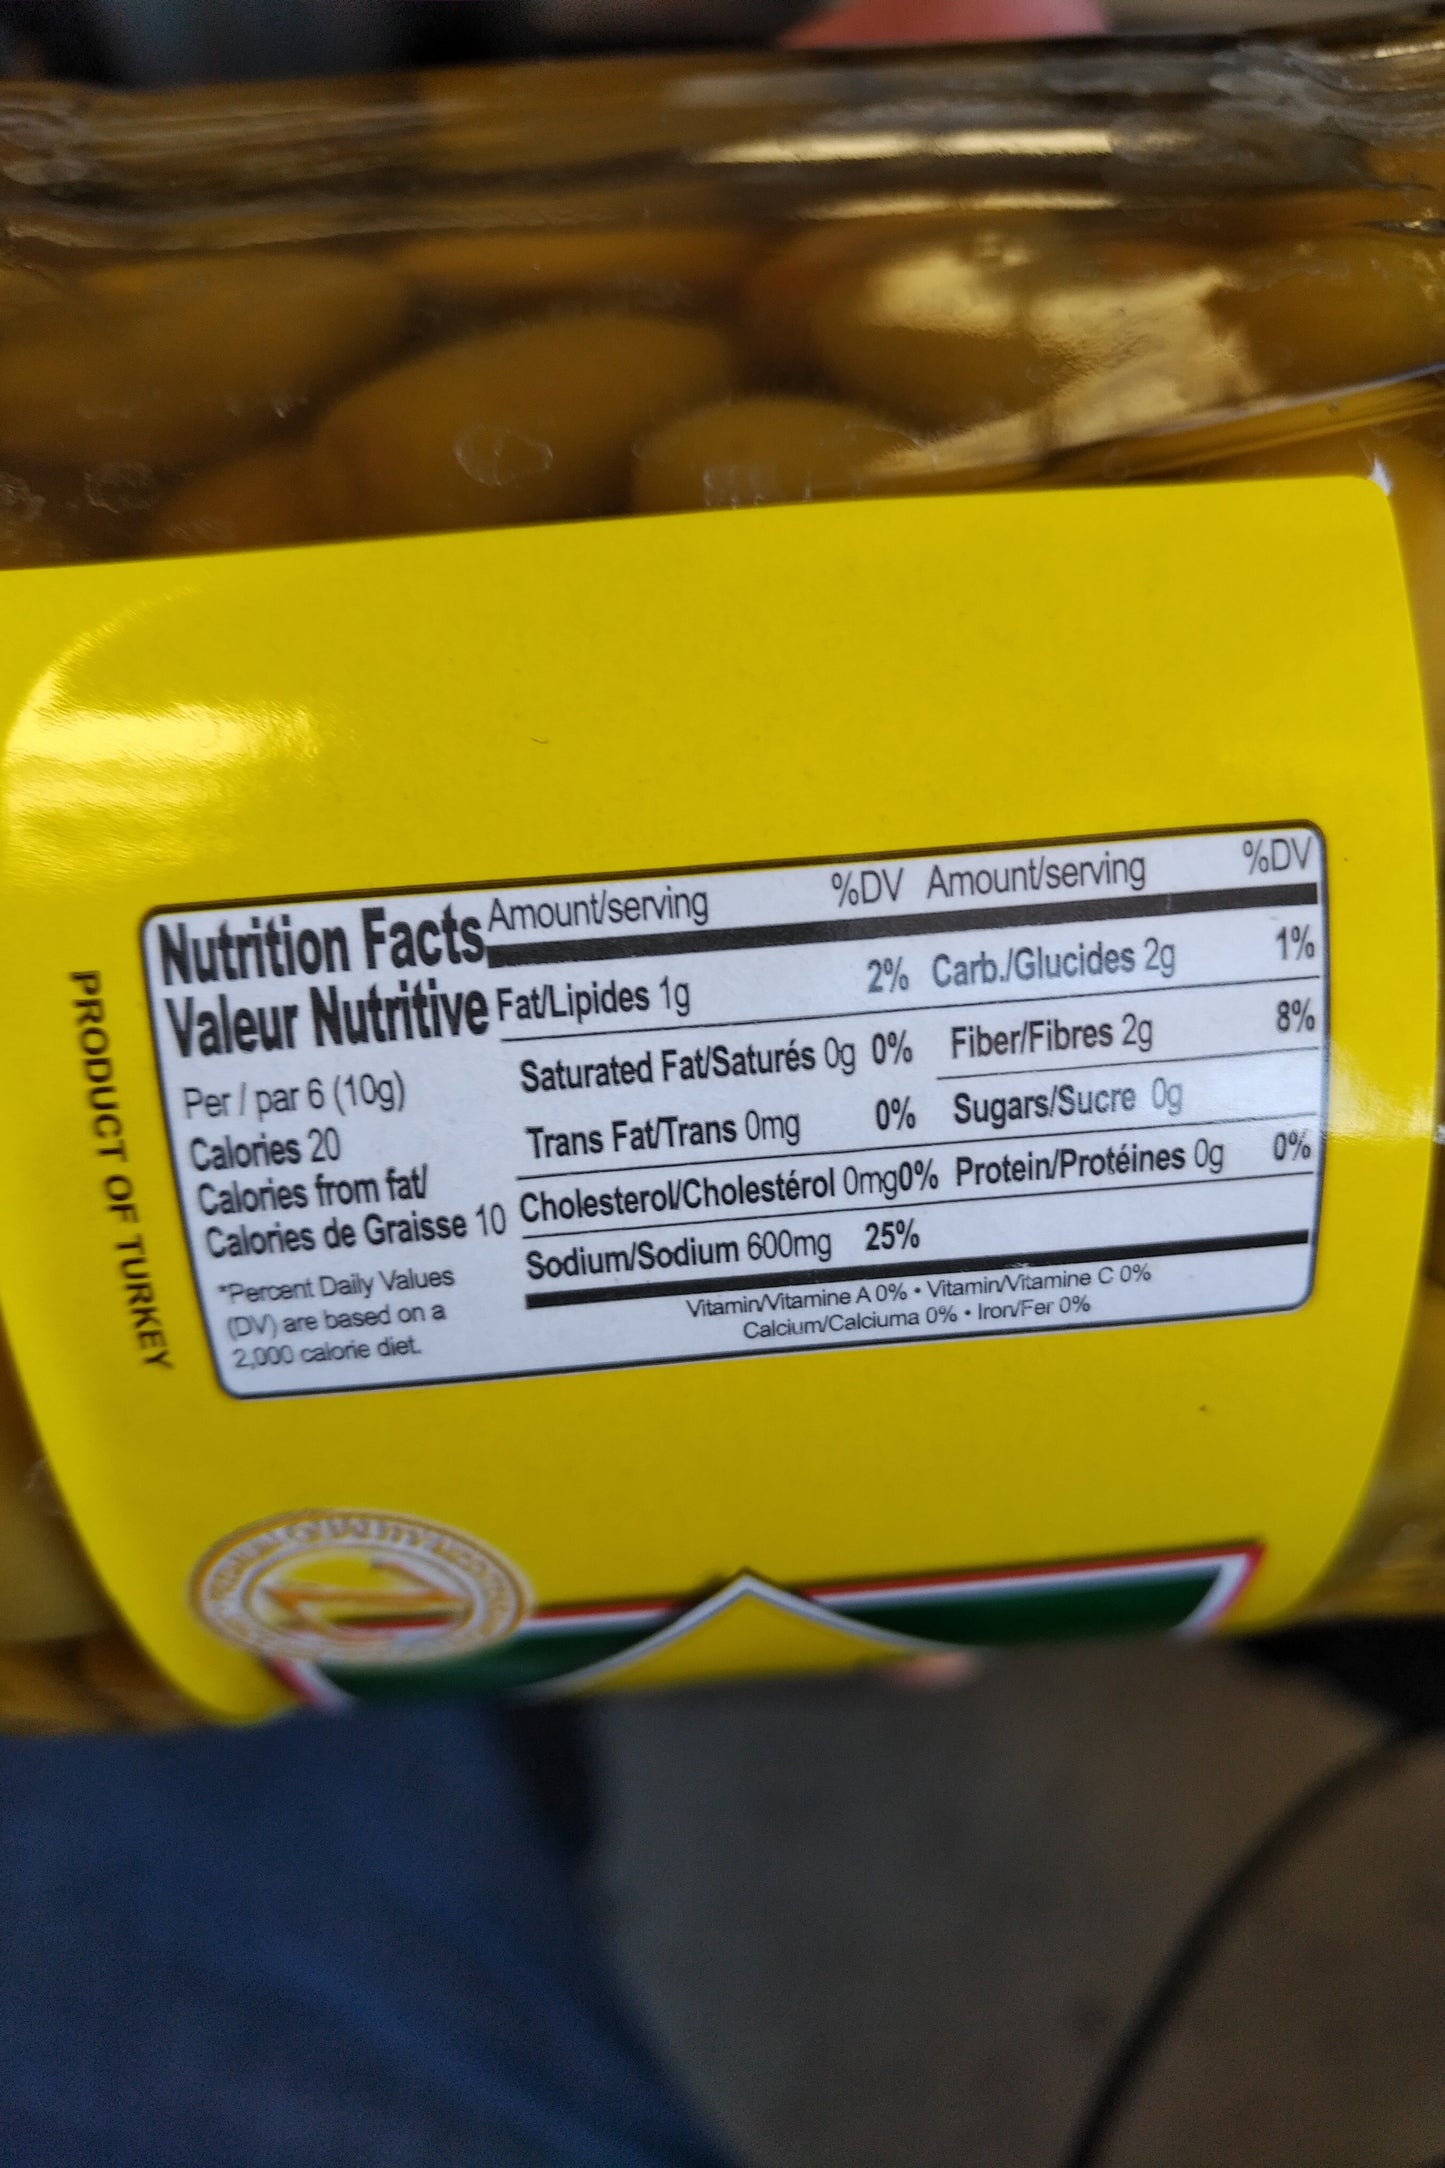 Nutrition Facts
Valeur Nutritive
Per / par 6 (10g)
Calories 20
Calories from fat/
Calories de Graisse 10
*Percent Daily Values
(DV) are based on a
2,000 calorie diet.
Amount/serving %DV
Fat/Lipides 1g 2%
Saturated Fat/Saturés 0g 0%
Trans Fat/Trans 0mg 0%
Cholesterol/Cholestérol 0mg0%
Sodium/Sodium 600mg 25%
Amount/serving %DV
Carb./Glucides 2g 1%
Fiber/Fibres 2g 8%
Sugars/Sucre 0g
Protein/Protéines 0g 0%
Vitamin/Vitamine A 0% • Vitamin/Vitamine C 0%
Calcium/Calciuma 0% • Iron/Fer 0%
PRODUCT OF TURKEY